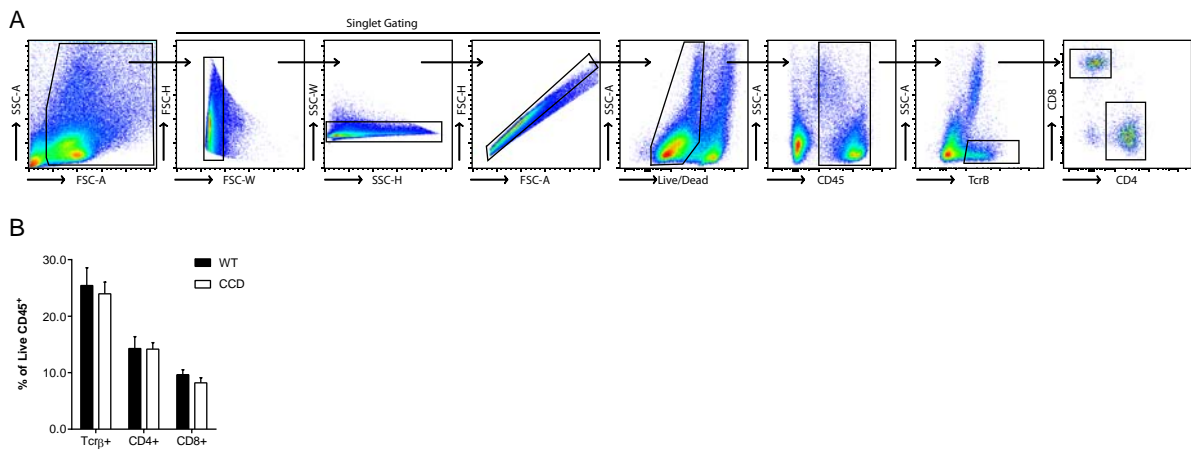 A
Singlet Gating
SSC-A
FSC-A
FSC-H
FSC-W
SSC-W
SSC-H
FSC-H
FSC-A
SSC-A
Live/Dead
SSC-A
CD45
SSC-A
TcrB
CD8
CD4
B
% of Live CD45+
30.0
20.0
10.0
0.0
WT
CCD
Tcrβ+ CD4+ CD8+